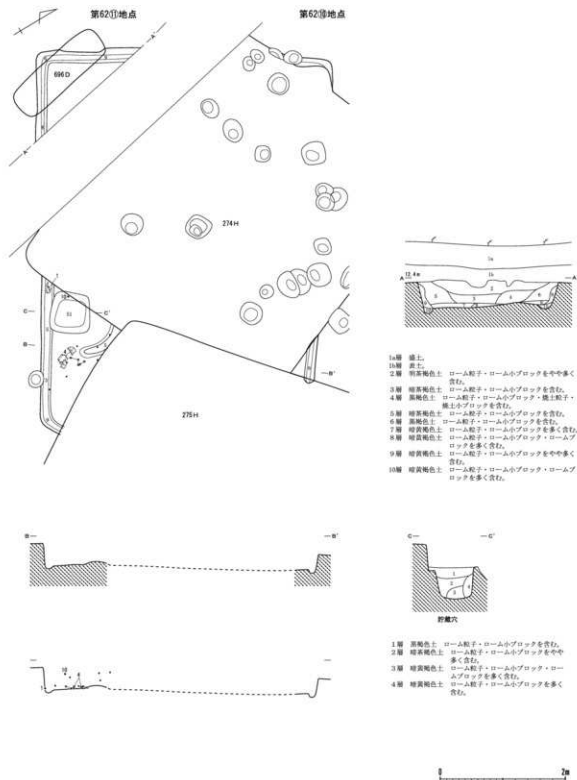 第62⑪地点
第62⑩地点
A
696D
A'
274H
C
C'
B
51
B'
275H
A 12.4m
A'
1a
1b
2
3
4
5
6
1a層 盛土。
1b層 表土。
2層 明茶褐色土 ローム粒子・ローム小ブロックをやや多く
含む。
3層 暗茶褐色土 ローム粒子・ローム小ブロックを含む。
4層 黒褐色土 ローム粒子・ローム小ブロック・焼土粒子・
焼土小ブロックを含む。
5層 暗茶褐色土 ローム粒子・ローム小ブロックを含む。
6層 黒褐色土 ローム粒子・ローム小ブロックを含む。
7層 暗黄褐色土 ローム粒子・ローム小ブロックを多く含む。
8層 暗黄褐色土 ローム粒子・ローム小ブロック・ロームブ
ロックを多く含む。
9層 暗黄褐色土 ローム粒子・ローム小ブロックをやや多く
含む。
10層 暗黄褐色土 ローム粒子・ローム小ブロック・ロームブ
ロックを多く含む。
B
B'
C
C'
1
2
3
4
貯蔵穴
1層 黒褐色土 ローム粒子・ローム小ブロックを含む。
2層 暗茶褐色土 ローム粒子・ローム小ブロックをやや
多く含む。
3層 暗黄褐色土 ローム粒子・ローム小ブロック・ロー
ムブロックを多く含む。
4層 暗黄褐色土 ローム粒子・ローム小ブロックを多く
含む。
0 2m